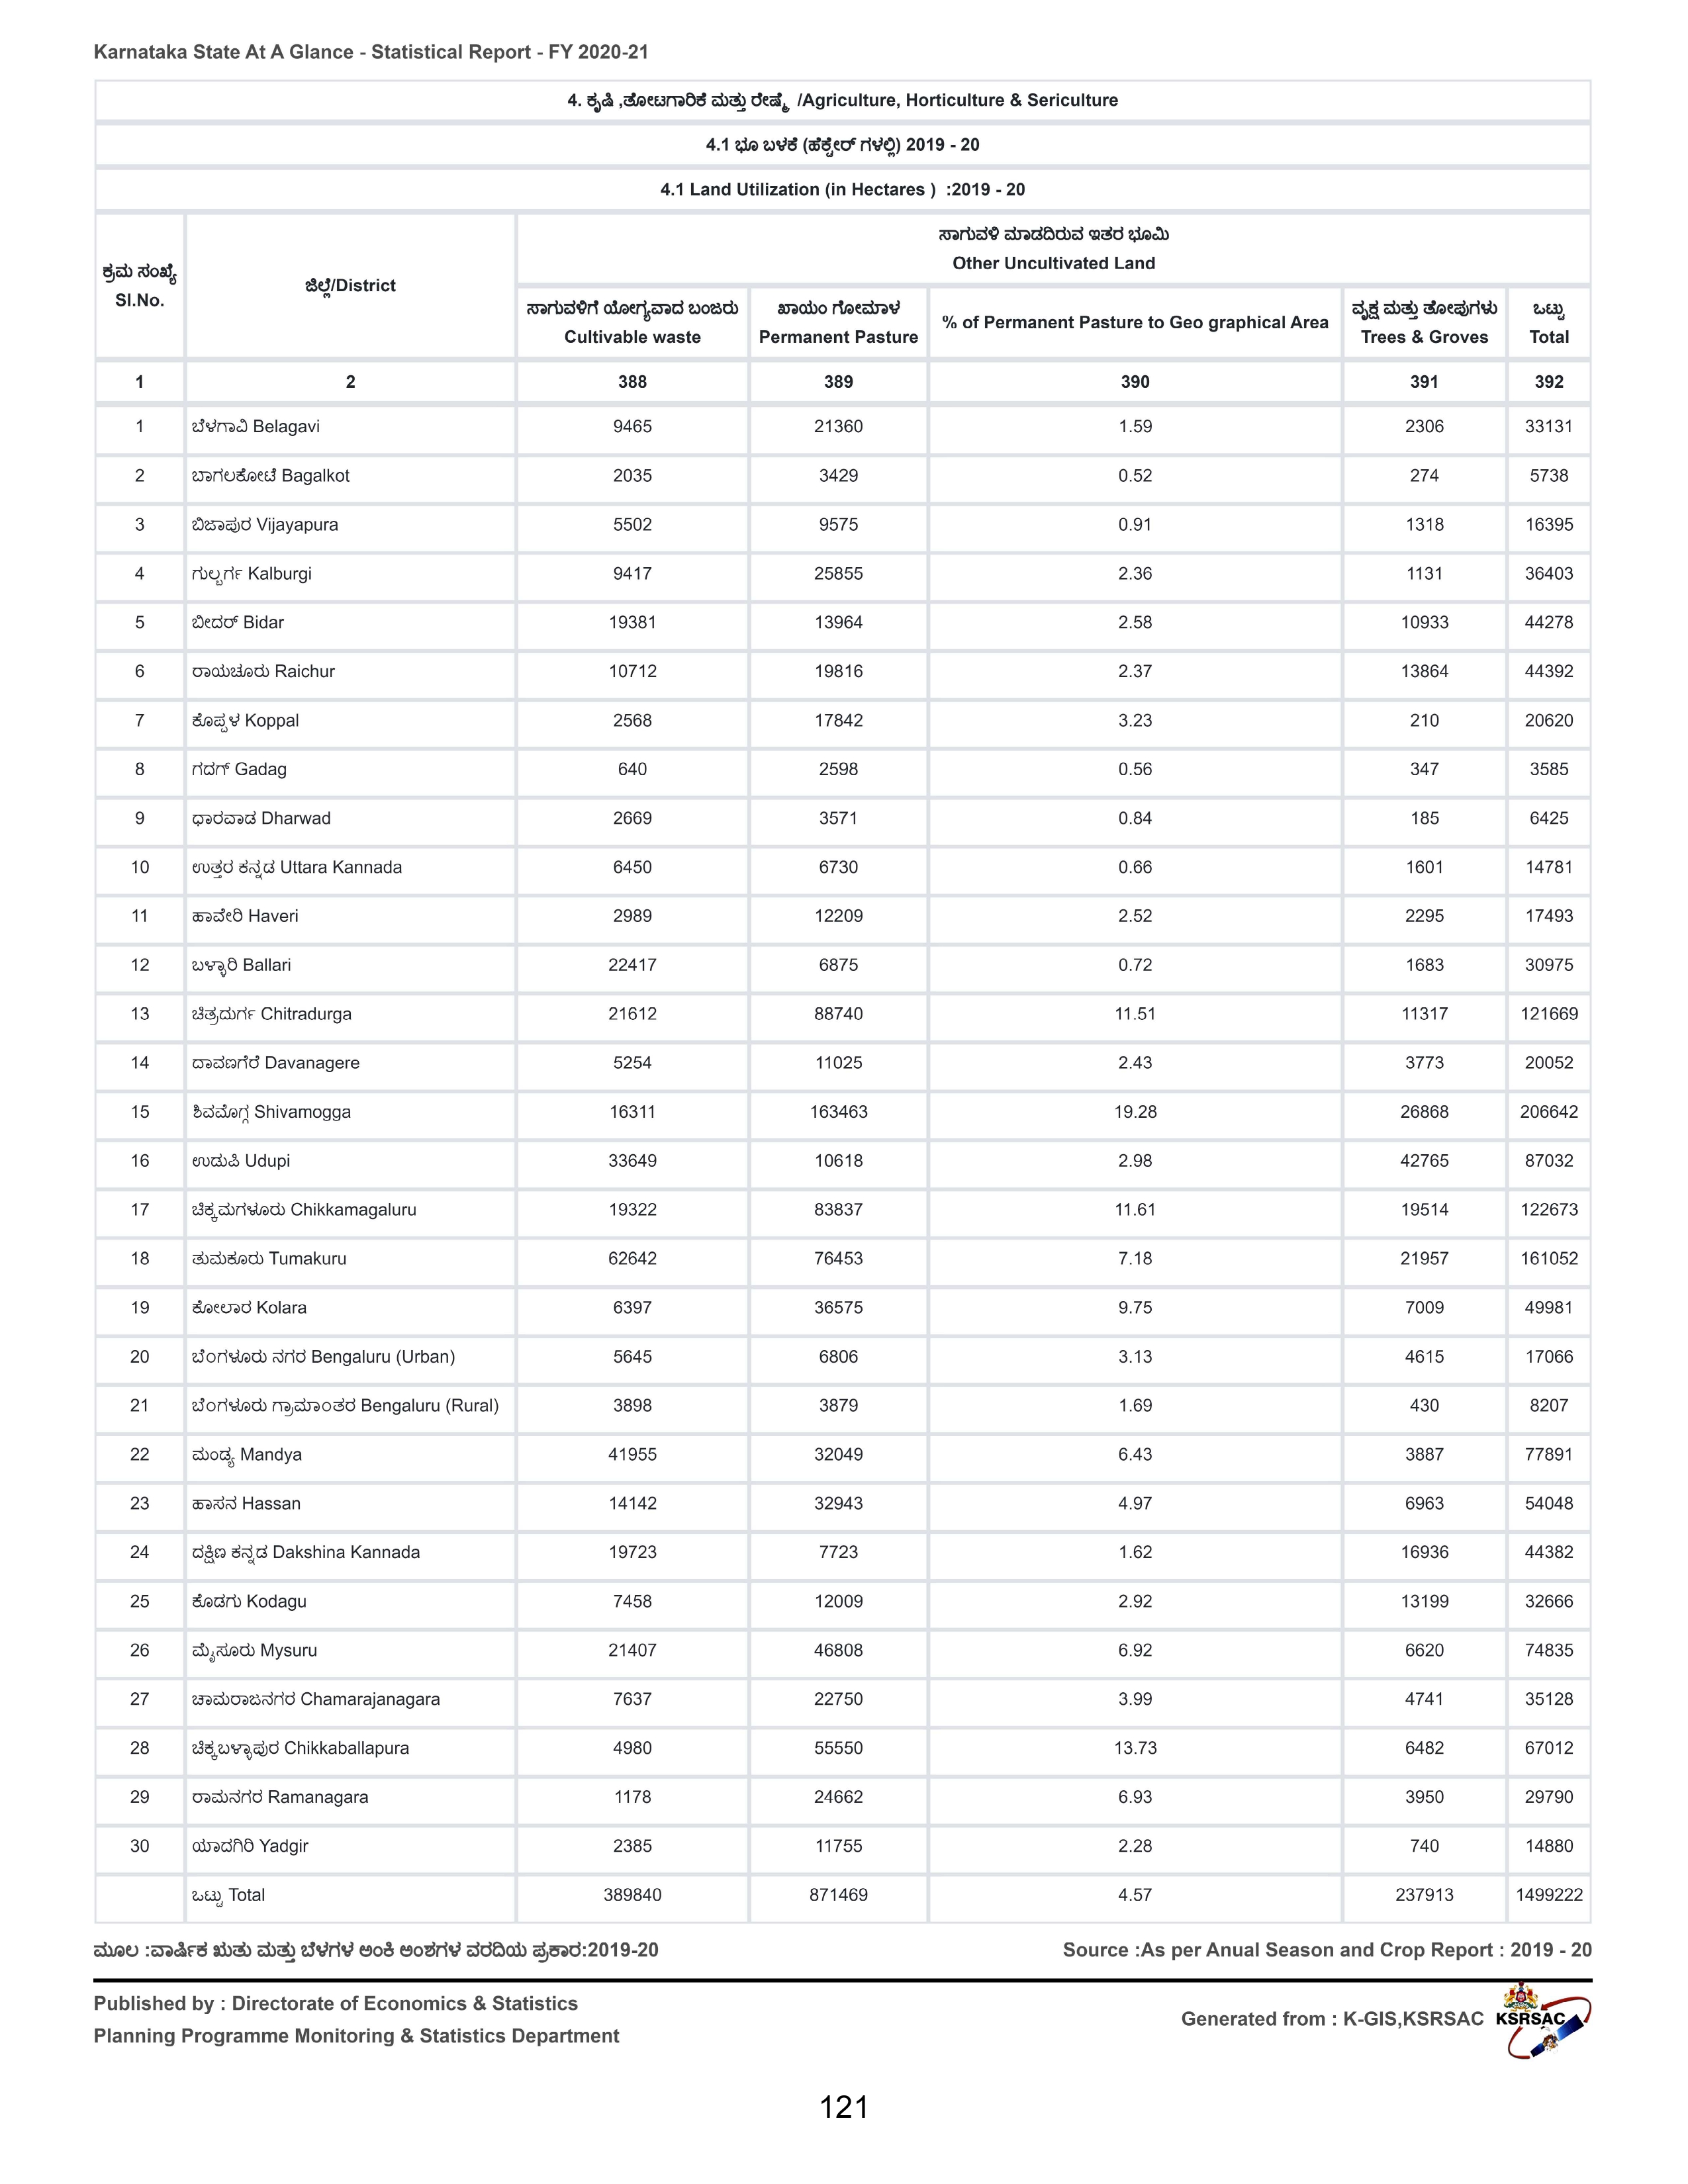 Karnataka State At A Glance - Statistical Report - FY 2020-21
4. ಕೃಷಿ ,ತೋಟಗಾರಿಕೆ ಮತ್ತು ರೇಷ್ಮೆ /Agriculture, Horticulture & Sericulture
4.1 ಭೂ ಬಳಕೆ (ಹೆಕ್ಟೇರ್ ಗಳಲ್ಲಿ) 2019 - 20
4.1 Land Utilization (in Hectares ) :2019 - 20
ಕ್ರಮ ಸಂಖ್ಯೆ
Sl.No.
ಜಿಲ್ಲೆ/District
ಸಾಗುವಳಿ ಮಾಡದಿರುವ ಇತರ ಭೂಮಿ
Other Uncultivated Land
ಸಾಗುವಳಿಗೆ ಯೋಗ್ಯವಾದ ಬಂಜರು
Cultivable waste
ಖಾಯಂ ಗೋಮಾಳ
Permanent Pasture
% of Permanent Pasture to Geo graphical Area
ವೃಕ್ಷ ಮತ್ತು ತೋಪುಗಳು
Trees & Groves
ಒಟ್ಟು
Total
1 2 388 389 390 391 392
1 ಬೆಳಗಾವಿ Belagavi 9465 21360 1.59 2306 33131
2 ಬಾಗಲಕೋಟೆ Bagalkot 2035 3429 0.52 274 5738
3 ಬಿಜಾಪುರ Vijayapura 5502 9575 0.91 1318 16395
4 ಗುಲ್ಬರ್ಗ Kalburgi 9417 25855 2.36 1131 36403
5 ಬೀದರ್ Bidar 19381 13964 2.58 10933 44278
6 ರಾಯಚೂರು Raichur 10712 19816 2.37 13864 44392
7 ಕೊಪ್ಪಳ Koppal 2568 17842 3.23 210 20620
8 ಗದಗ್ Gadag 640 2598 0.56 347 3585
9 ಧಾರವಾಡ Dharwad 2669 3571 0.84 185 6425
10 ಉತ್ತರ ಕನ್ನಡ Uttara Kannada 6450 6730 0.66 1601 14781
11 ಹಾವೇರಿ Haveri 2989 12209 2.52 2295 17493
12 ಬಳ್ಳಾರಿ Ballari 22417 6875 0.72 1683 30975
13 ಚಿತ್ರದುರ್ಗ Chitradurga 21612 88740 11.51 11317 121669
14 ದಾವಣಗೆರೆ Davanagere 5254 11025 2.43 3773 20052
15 ಶಿವಮೊಗ್ಗ Shivamogga 16311 163463 19.28 26868 206642
16 ಉಡುಪಿ Udupi 33649 10618 2.98 42765 87032
17 ಚಿಕ್ಕಮಗಳೂರು Chikkamagaluru 19322 83837 11.61 19514 122673
18 ತುಮಕೂರು Tumakuru 62642 76453 7.18 21957 161052
19 ಕೋಲಾರ Kolara 6397 36575 9.75 7009 49981
20 ಬೆಂಗಳೂರು ನಗರ Bengaluru (Urban) 5645 6806 3.13 4615 17066
21 ಬೆಂಗಳೂರು ಗ್ರಾಮಾಂತರ Bengaluru (Rural) 3898 3879 1.69 430 8207
22 ಮಂಡ್ಯ Mandya 41955 32049 6.43 3887 77891
23 ಹಾಸನ Hassan 14142 32943 4.97 6963 54048
24 ದಕ್ಷಿಣ ಕನ್ನಡ Dakshina Kannada 19723 7723 1.62 16936 44382
25 ಕೊಡಗು Kodagu 7458 12009 2.92 13199 32666
26 ಮೈಸೂರು Mysuru 21407 46808 6.92 6620 74835
27 ಚಾಮರಾಜನಗರ Chamarajanagara 7637 22750 3.99 4741 35128
28 ಚಿಕ್ಕಬಳ್ಳಾಪುರ Chikkaballapura 4980 55550 13.73 6482 67012
29 ರಾಮನಗರ Ramanagara 1178 24662 6.93 3950 29790
30 ಯಾದಗಿರಿ Yadgir 2385 11755 2.28 740 14880
ಒಟ್ಟು Total 389840 871469 4.57 237913 1499222
ಮೂಲ :ವಾರ್ಷಿಕ ಋತು ಮತ್ತು ಬೆಳಗಳ ಅಂಕಿ ಅಂಶಗಳ ವರದಿಯ ಪ್ರಕಾರ:2019-20 Source :As per Anual Season and Crop Report : 2019 - 20
Published by : Directorate of Economics & Statistics
Planning Programme Monitoring & Statistics Department
Generated from : K-GIS,KSRSAC KSRSAC
121